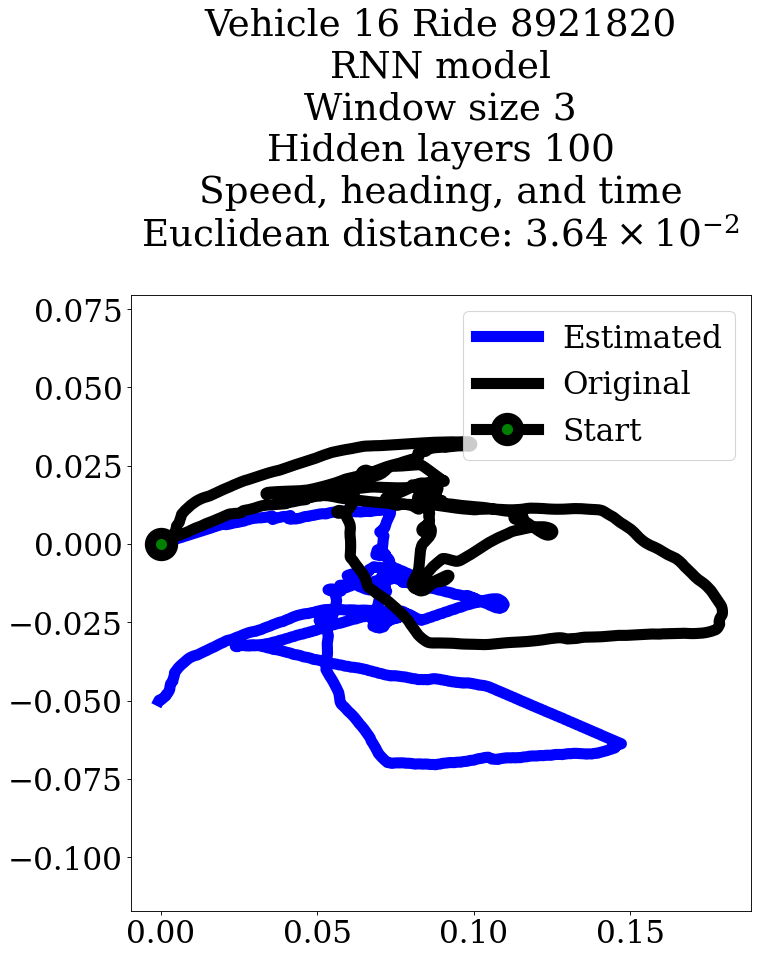 Vehicle 16 Ride 8921820
RNN model
Window size 3
Hidden layers 100
Speed, heading, and time
Euclidean distance: 3.64 × 10⁻²
Estimated
Original
Start
0.075
0.050
0.025
0.000
−0.025
−0.050
−0.075
−0.100
0.00 0.05 0.10 0.15